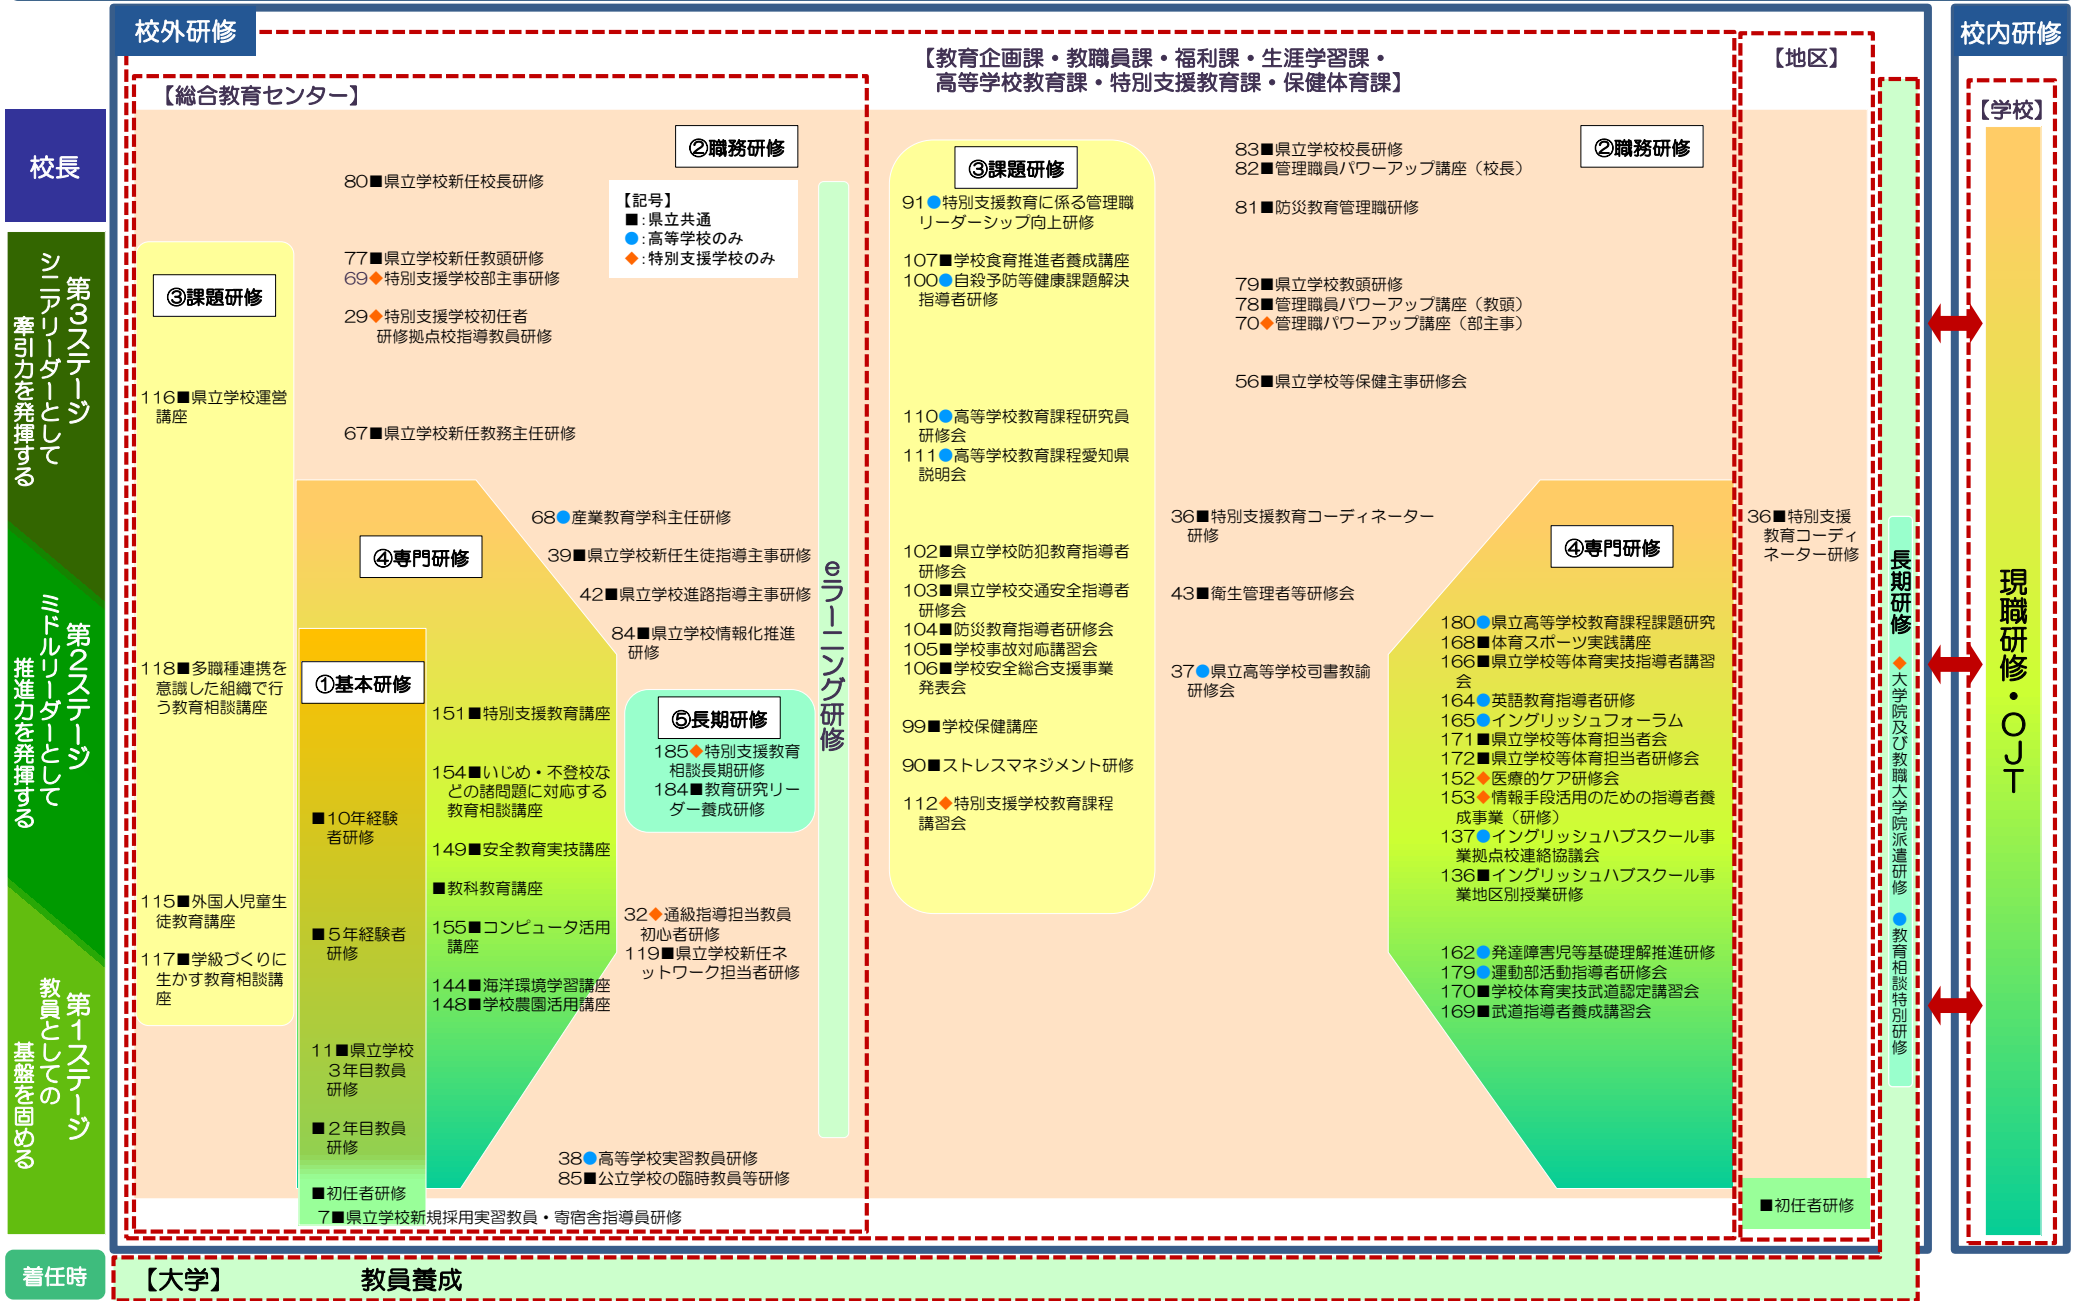 校外研修
校内研修
【教育企画課・教職員課・福利課・生涯学習課・
高等学校教育課・特別支援教育課・保健体育課】
【地区】
【総合教育センター】
【学校】
校長
第３ステージ
シニアリーダーとして
牽引力を発揮する
第２ステージ
ミドルリーダーとして
推進力を発揮する
第１ステージ
教員としての
基盤を固める
着任時
②職務研修
80■県立学校新任校長研修
【記号】
■：県立共通
●：高等学校のみ
◆：特別支援学校のみ
77■県立学校新任教頭研修
69◆特別支援学校部主事研修
29◆特別支援学校初任者
研修拠点校指導教員研修
67■県立学校新任教務主任研修
③課題研修
116■県立学校運営
講座
118■多職種連携を
意識した組織で行
う教育相談講座
115■外国人児童生
徒教育講座
117■学級づくりに
生かす教育相談講
座
④専門研修
68●産業教育学科主任研修
39■県立学校新任生徒指導主事研修
42■県立学校進路指導主事研修
84■県立学校情報化推進
研修
①基本研修
■10年経験
者研修
■５年経験者
研修
11■県立学校
３年目教員
研修
■２年目教員
研修
■初任者研修
7■県立学校新規採用実習教員・寄宿舎指導員研修
151■特別支援教育講座
154■いじめ・不登校な
どの諸問題に対応する
教育相談講座
149■安全教育実技講座
■教科教育講座
155■コンピュータ活用
講座
144■海洋環境学習講座
148■学校農園活用講座
⑤長期研修
185◆特別支援教育
相談長期研修
184■教育研究リー
ダー養成研修
32◆通級指導担当教員
初心者研修
119■県立学校新任ネ
ットワーク担当者研修
38●高等学校実習教員研修
85■公立学校の臨時教員等研修
eラーニング研修
③課題研修
91●特別支援教育に係る管理職
リーダーシップ向上研修
107■学校食育推進者養成講座
100●自殺予防等健康課題解決
指導者研修
110●高等学校教育課程研究員
研修会
111●高等学校教育課程愛知県
説明会
102■県立学校防犯教育指導者
研修会
103■県立学校交通安全指導者
研修会
104■防災教育指導者研修会
105■学校事故対応講習会
106■学校安全総合支援事業
発表会
99■学校保健講座
90■ストレスマネジメント研修
112◆特別支援学校教育課程
講習会
②職務研修
83■県立学校校長研修
82■管理職員パワーアップ講座（校長）
81■防災教育管理職研修
79■県立学校教頭研修
78■管理職員パワーアップ講座（教頭）
70◆管理職パワーアップ講座（部主事）
56■県立学校等保健主事研修会
36■特別支援教育コーディネーター
研修
43■衛生管理者等研修会
37●県立高等学校司書教諭
研修会
④専門研修
180●県立高等学校教育課程課題研究
168■体育スポーツ実践講座
166■県立学校等体育実技指導者講習
会
164●英語教育指導者研修
165●イングリッシュフォーラム
171■県立学校等体育担当者会
172■県立学校等体育担当者研修会
152◆医療的ケア研修会
153◆情報手段活用のための指導者養
成事業（研修）
137●イングリッシュハブスクール事
業拠点校連絡協議会
136■イングリッシュハブスクール事
業地区別授業研修
162●発達障害児等基礎理解推進研修
179●運動部活動指導者研修会
170■学校体育実技武道認定講習会
169■武道指導者養成講習会
36■特別支援
教育コーディ
ネーター研修
■初任者研修
長期研修　◆大学院及び教職大学院派遣研修　●教育相談特別研修
現職研修・OJT
【大学】　教員養成